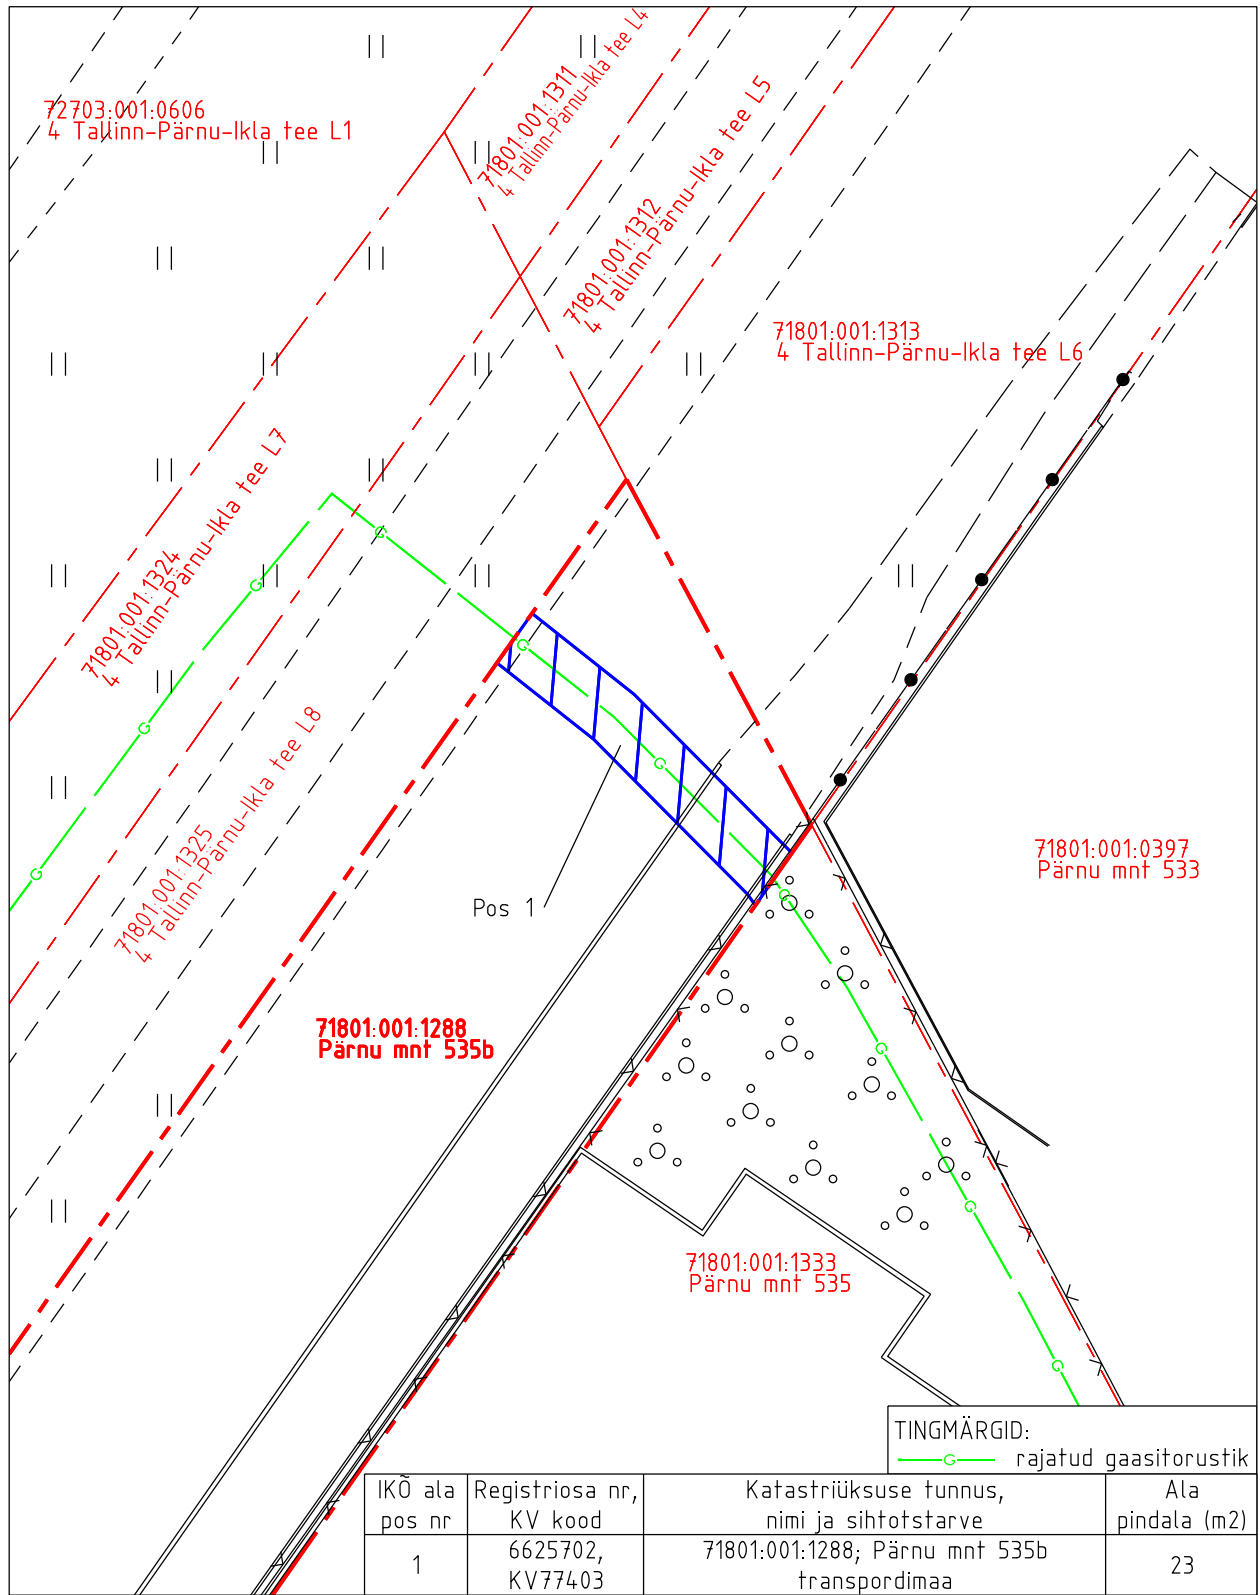 72703:001:0606
4 Tallinn-Pärnu-Ikla tee L1
71801:001:1311
4 Tallinn-Pärnu-Ikla tee L4
71801:001:1312
4 Tallinn-Pärnu-Ikla tee L5
71801:001:1313
4 Tallinn-Pärnu-Ikla tee L6
71801:001:1324
4 Tallinn-Pärnu-Ikla tee L7
71801:001:1325
4 Tallinn-Pärnu-Ikla tee L8
G
G
G
G
G
G
G
G
G
G
71801:001:0397
Pärnu mnt 533
Pos 1
71801:001:1288
Pärnu mnt 535b
71801:001:1333
Pärnu mnt 535
TINGMÄRGID:
G rajatud gaasitorustik
IKÕ ala pos nr
Registriosa nr, KV kood
Katastriüksuse tunnus, nimi ja sihtotstarve
Ala pindala (m2)
1
6625702, KV77403
71801:001:1288; Pärnu mnt 535b transpordimaa
23